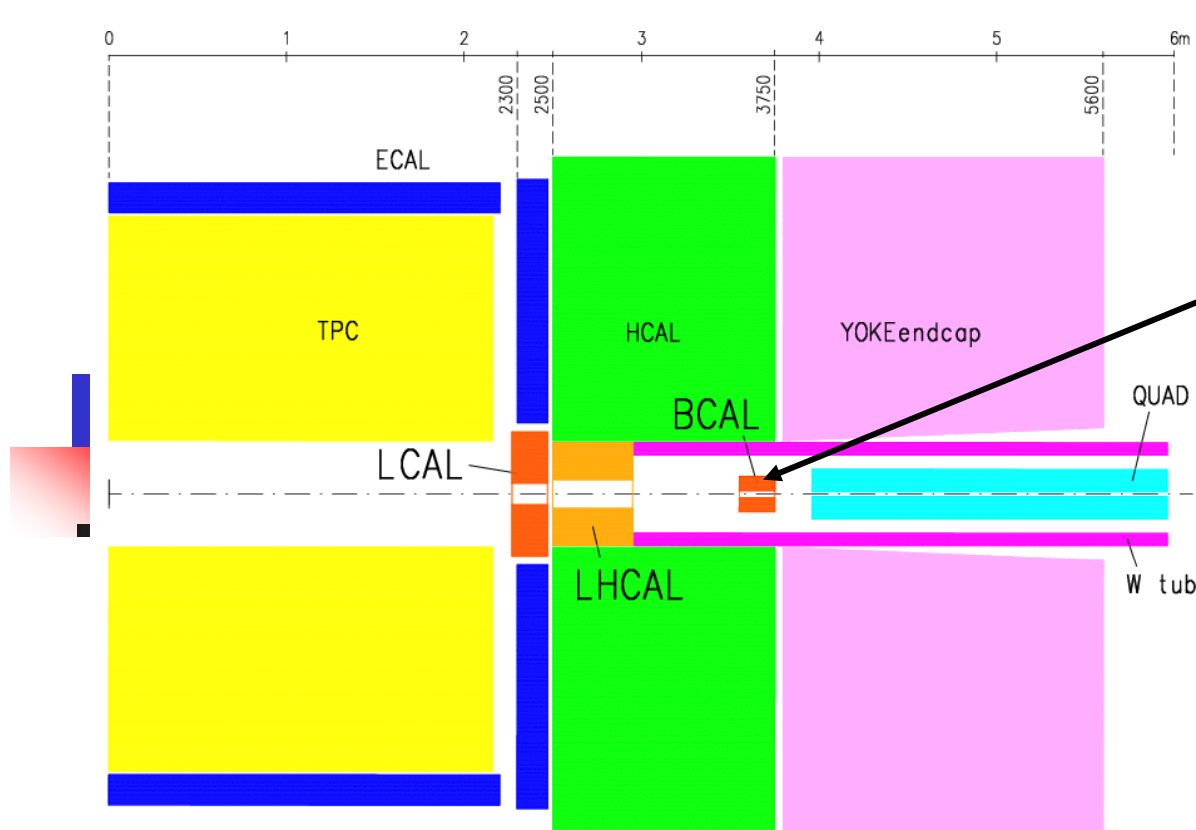 0 1 2 3 4 5 6m
2300 2500 3750 5600
ECAL
TPC HCAL YOKEendcap
QUAD
BCAL
LCAL
LHCAL
W tub